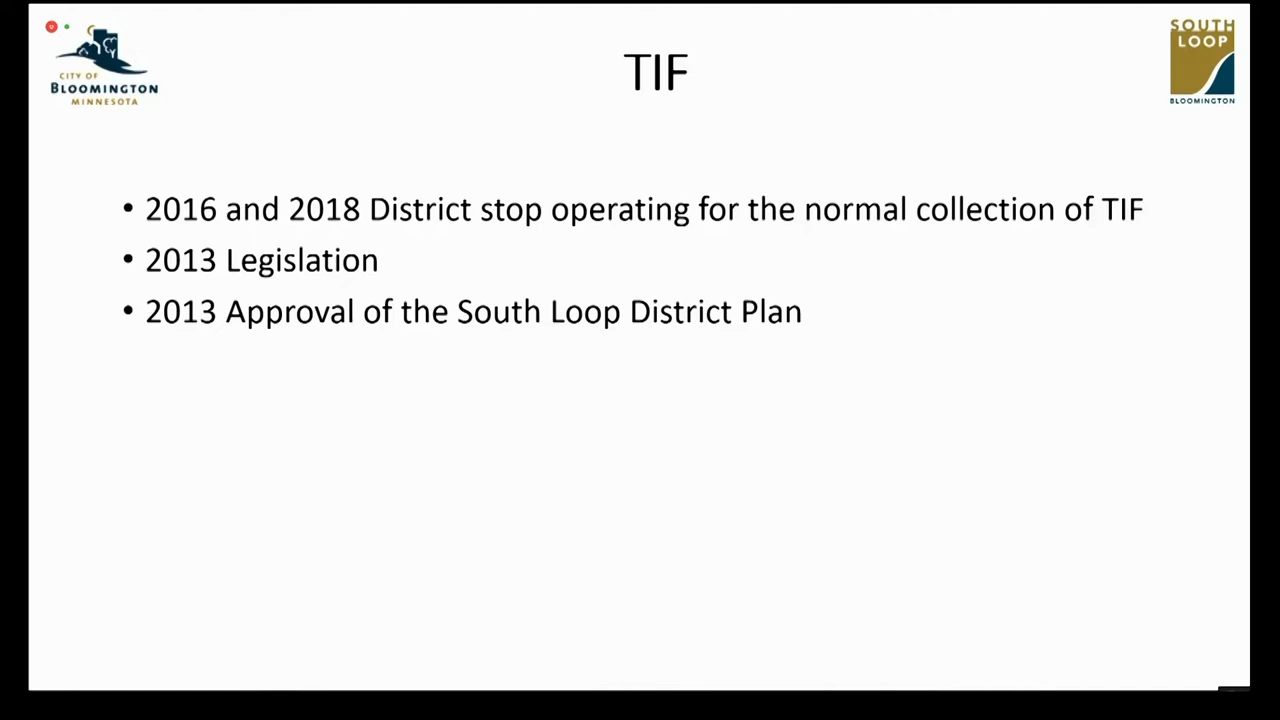 CITY OF
BLOOMINGTON
MINNESOTA
TIF
SOUTH
LOOP
BLOOMINGTON
• 2016 and 2018 District stop operating for the normal collection of TIF
• 2013 Legislation
• 2013 Approval of the South Loop District Plan